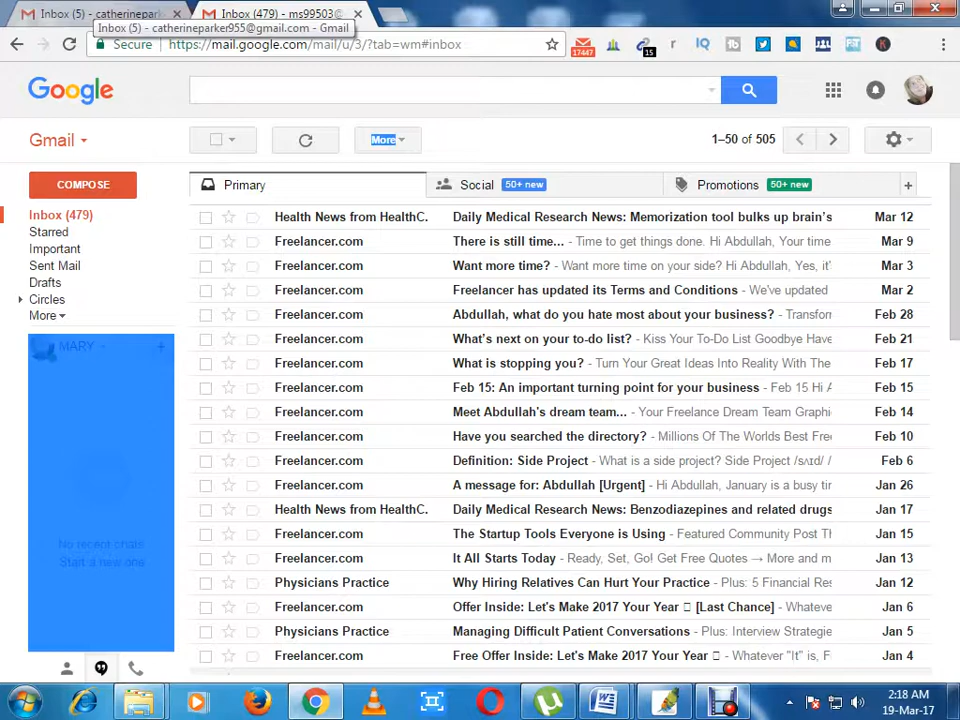 Inbox (5) - catherinepark
Inbox (479) - ms99503@
Inbox (5) - catherineparker955@gmail.com - Gmail
Secure https://mail.google.com/mail/u/3/?tab=wm#inbox
17447
15
r
IQ
tb
FST
K
Google
Gmail
More
1–50 of 505
COMPOSE
Primary
Social 50+ new
Promotions 50+ new
+
Inbox (479)
Starred
Important
Sent Mail
Drafts
Circles
More
MARY +
No recent chats
Start a new one
Health News from HealthC. Daily Medical Research News: Memorization tool bulks up brain's Mar 12
Freelancer.com There is still time... - Time to get things done. Hi Abdullah, Your time Mar 9
Freelancer.com Want more time? - Want more time on your side? Hi Abdullah, Yes, it' Mar 3
Freelancer.com Freelancer has updated its Terms and Conditions - We've updated Mar 2
Freelancer.com Abdullah, what do you hate most about your business? - Transform Feb 28
Freelancer.com What's next on your to-do list? - Kiss Your To-Do List Goodbye Have Feb 21
Freelancer.com What is stopping you? - Turn Your Great Ideas Into Reality With The Feb 17
Freelancer.com Feb 15: An important turning point for your business - Feb 15 Hi A Feb 15
Freelancer.com Meet Abdullah's dream team... - Your Freelance Dream Team Graphi Feb 14
Freelancer.com Have you searched the directory? - Millions Of The Worlds Best Free Feb 10
Freelancer.com Definition: Side Project - What is a side project? Side Project /sʌɪd/ / Feb 6
Freelancer.com A message for: Abdullah [Urgent] - Hi Abdullah, January is a busy tim Jan 26
Health News from HealthC. Daily Medical Research News: Benzodiazepines and related drugs Jan 17
Freelancer.com The Startup Tools Everyone is Using - Featured Community Post Th Jan 15
Freelancer.com It All Starts Today - Ready, Set, Go! Get Free Quotes → More and m Jan 13
Physicians Practice Why Hiring Relatives Can Hurt Your Practice - Plus: 5 Financial Res Jan 12
Freelancer.com Offer Inside: Let's Make 2017 Your Year [Last Chance] - Whateve Jan 6
Physicians Practice Managing Difficult Patient Conversations - Plus: Interview Strategie Jan 5
Freelancer.com Free Offer Inside: Let's Make 2017 Your Year - Whatever "It" is, F Jan 4
2:18 AM
19-Mar-17